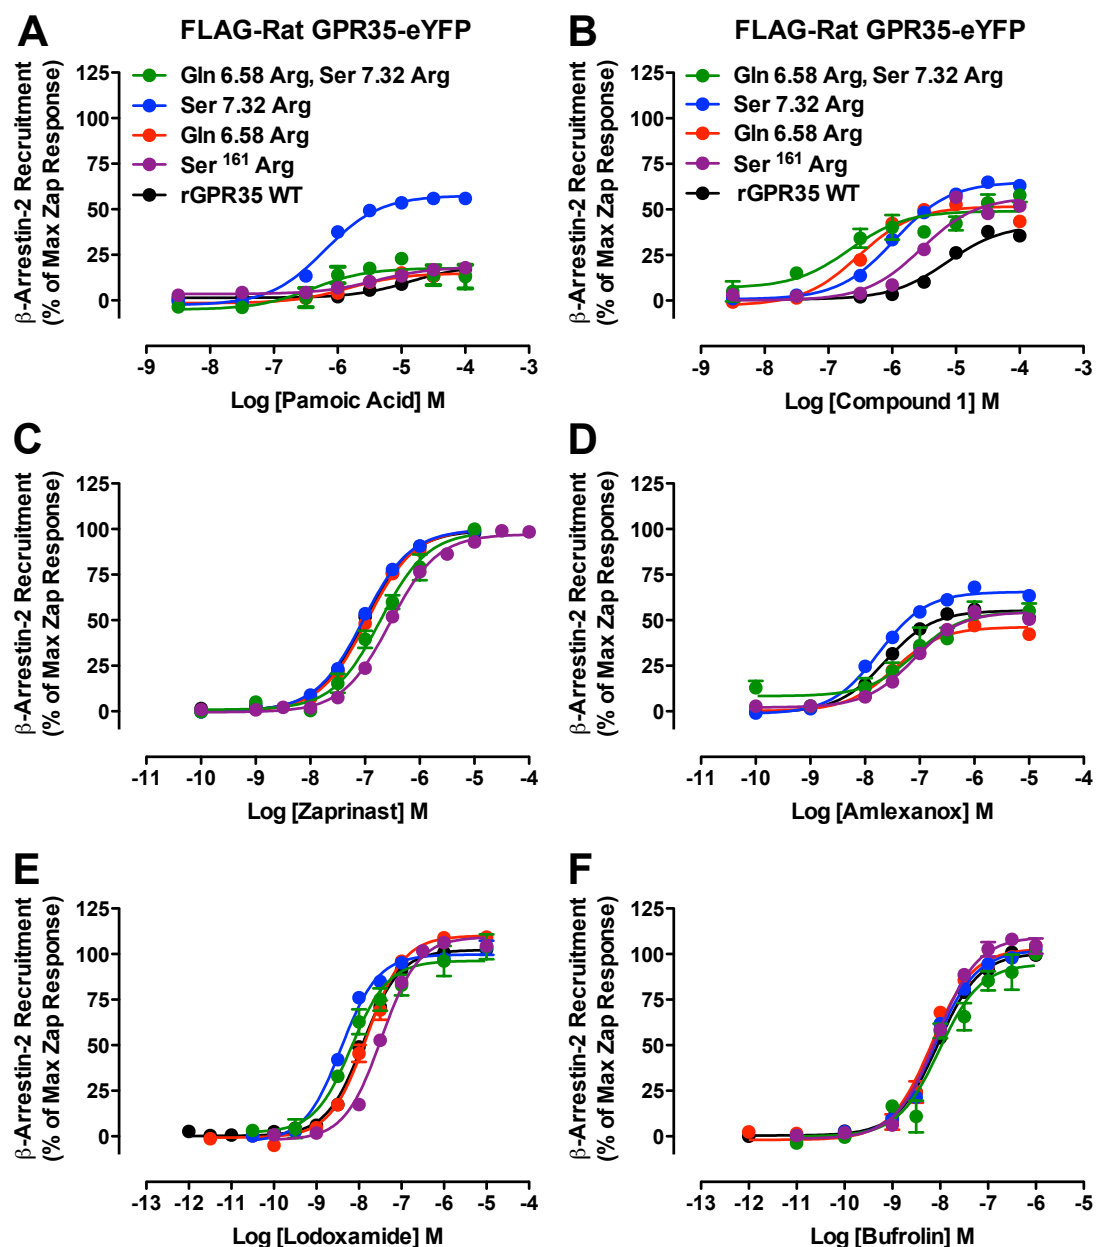 A
FLAG-Rat GPR35-eYFP
β-Arrestin-2 Recruitment
(% of Max Zap Response)
125
100
75
50
25
0
Gln 6.58 Arg, Ser 7.32 Arg
Ser 7.32 Arg
Gln 6.58 Arg
Ser 161 Arg
rGPR35 WT
-9 -8 -7 -6 -5 -4 -3
Log [Pamoic Acid] M
B
FLAG-Rat GPR35-eYFP
β-Arrestin-2 Recruitment
(% of Max Zap Response)
125
100
75
50
25
0
Gln 6.58 Arg, Ser 7.32 Arg
Ser 7.32 Arg
Gln 6.58 Arg
Ser 161 Arg
rGPR35 WT
-9 -8 -7 -6 -5 -4 -3
Log [Compound 1] M
C
β-Arrestin-2 Recruitment
(% of Max Zap Response)
125
100
75
50
25
0
-11 -10 -9 -8 -7 -6 -5 -4
Log [Zaprinast] M
D
β-Arrestin-2 Recruitment
(% of Max Zap Response)
125
100
75
50
25
0
-11 -10 -9 -8 -7 -6 -5 -4
Log [Amlexanox] M
E
β-Arrestin-2 Recruitment
(% of Max Zap Response)
125
100
75
50
25
0
-13 -12 -11 -10 -9 -8 -7 -6 -5 -4
Log [Lodoxamide] M
F
β-Arrestin-2 Recruitment
(% of Max Zap Response)
125
100
75
50
25
0
-13 -12 -11 -10 -9 -8 -7 -6 -5
Log [Bufrolin] M